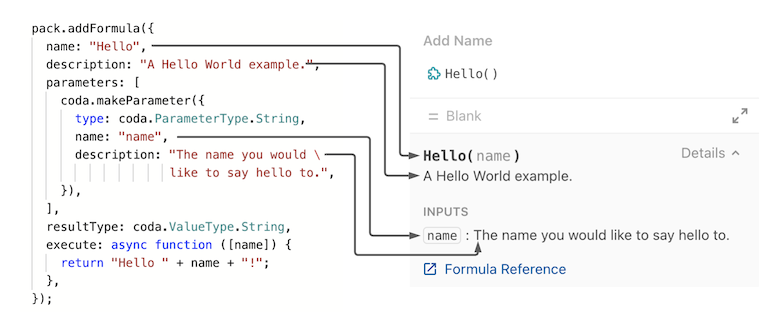 pack.addFormula({
name: "Hello",
description: "A Hello World example.",
parameters: [
coda.makeParameter({
type: coda.ParameterType.String,
name: "name",
description: "The name you would \
like to say hello to.",
}),
],
resultType: coda.ValueType.String,
execute: async function ([name]) {
return "Hello " + name + "!";
},
});
Add Name
Hello()
= Blank
Hello(name)
Details
A Hello World example.
INPUTS
name : The name you would like to say hello to.
Formula Reference